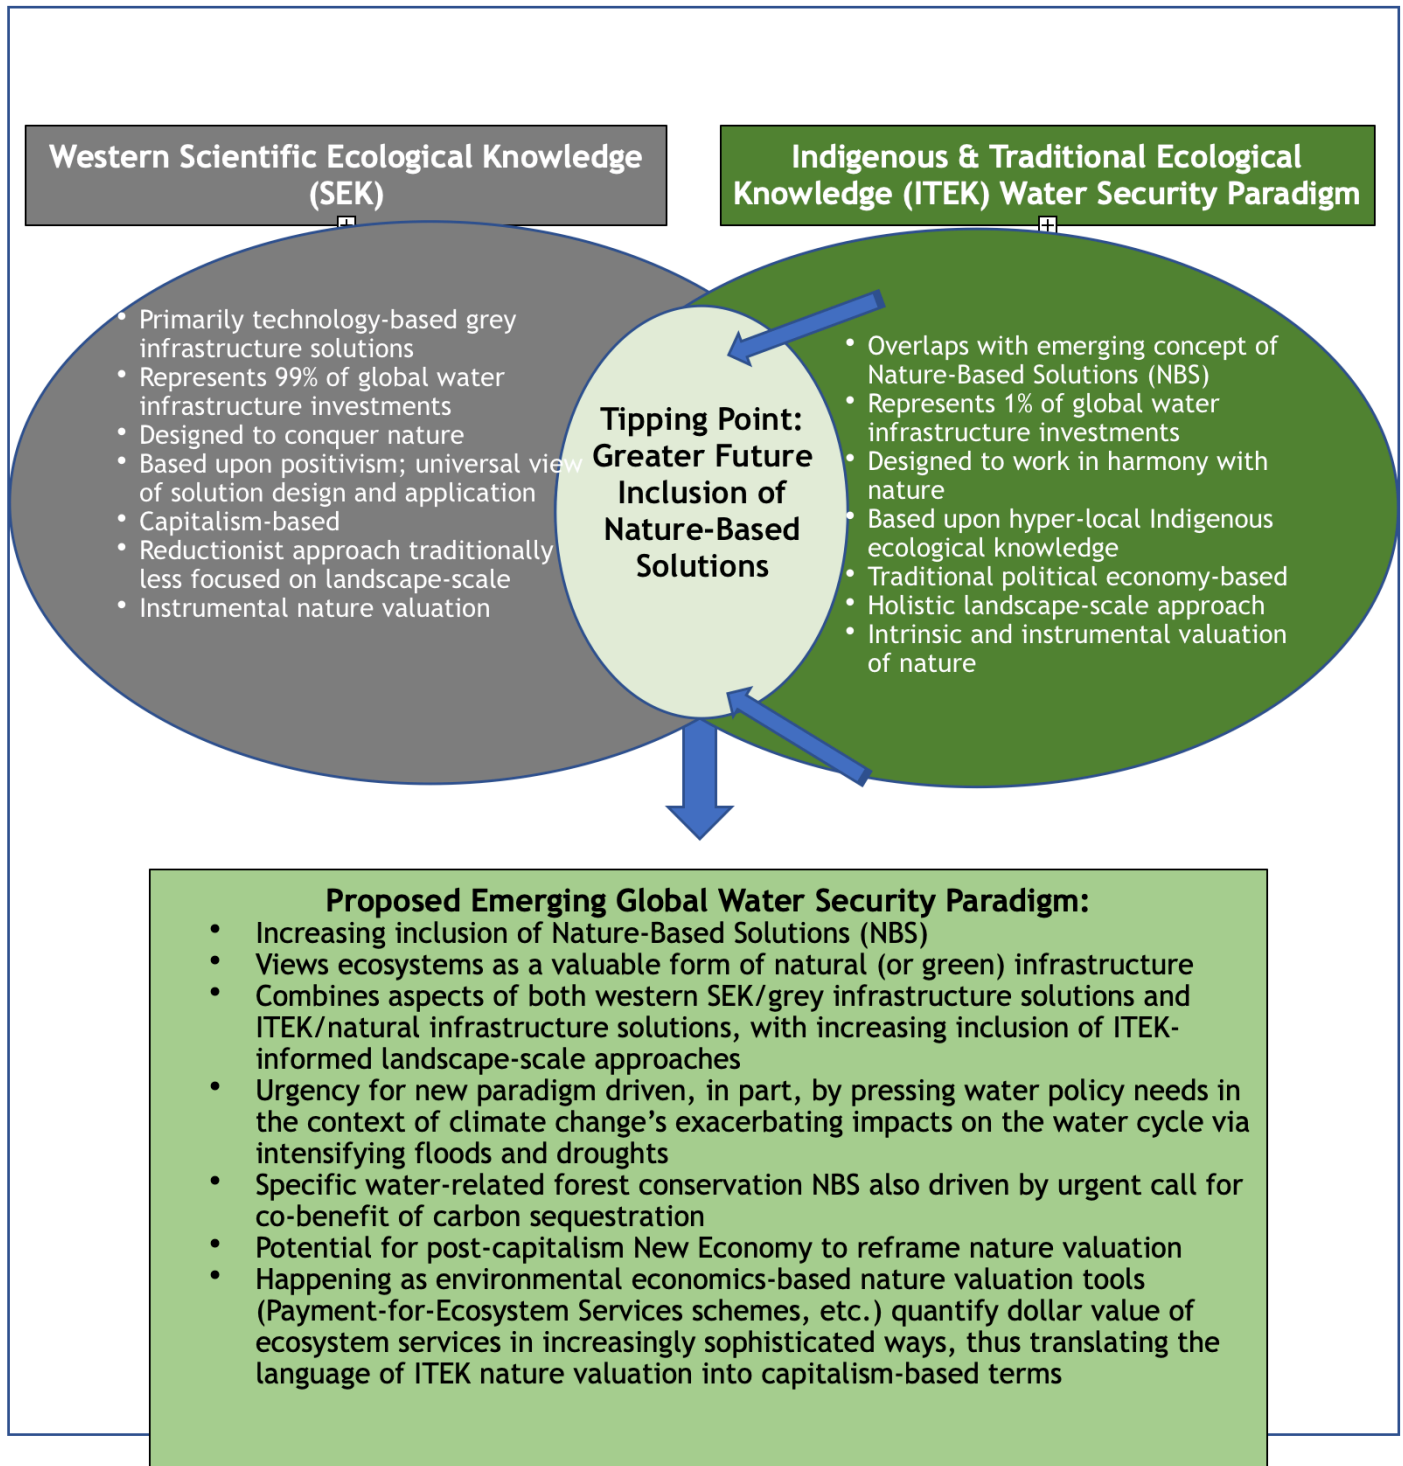 Western Scientific Ecological Knowledge
(SEK)
Indigenous & Traditional Ecological
Knowledge (ITEK) Water Security Paradigm
• Primarily technology-based grey
infrastructure solutions
• Represents 99% of global water
infrastructure investments
• Designed to conquer nature
• Based upon positivism; universal view
of solution design and application
• Capitalism-based
• Reductionist approach traditionally
less focused on landscape-scale
• Instrumental nature valuation
Tipping Point:
Greater Future
Inclusion of
Nature-Based
Solutions
• Overlaps with emerging concept of
Nature-Based Solutions (NBS)
• Represents 1% of global water
infrastructure investments
• Designed to work in harmony with
nature
• Based upon hyper-local Indigenous
ecological knowledge
• Traditional political economy-based
• Holistic landscape-scale approach
• Intrinsic and instrumental valuation
of nature
Proposed Emerging Global Water Security Paradigm:
• Increasing inclusion of Nature-Based Solutions (NBS)
• Views ecosystems as a valuable form of natural (or green) infrastructure
• Combines aspects of both western SEK/grey infrastructure solutions and
ITEK/natural infrastructure solutions, with increasing inclusion of ITEK-
informed landscape-scale approaches
• Urgency for new paradigm driven, in part, by pressing water policy needs in
the context of climate change’s exacerbating impacts on the water cycle via
intensifying floods and droughts
• Specific water-related forest conservation NBS also driven by urgent call for
co-benefit of carbon sequestration
• Potential for post-capitalism New Economy to reframe nature valuation
• Happening as environmental economics-based nature valuation tools
(Payment-for-Ecosystem Services schemes, etc.) quantify dollar value of
ecosystem services in increasingly sophisticated ways, thus translating the
language of ITEK nature valuation into capitalism-based terms